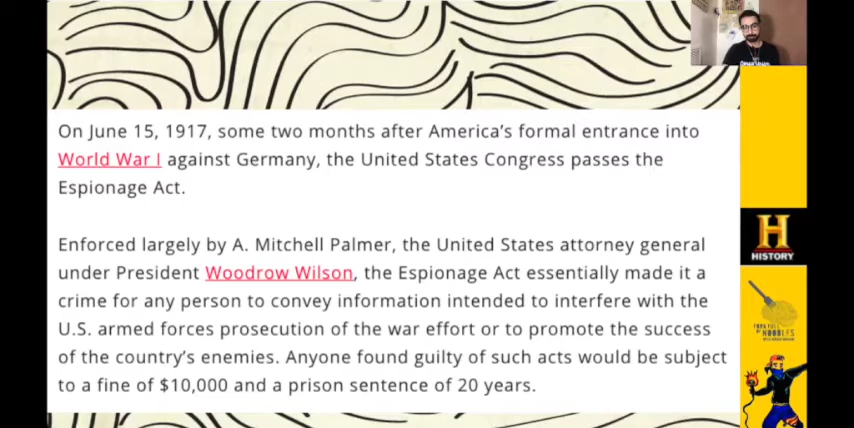 On June 15, 1917, some two months after America's formal entrance into
World War I against Germany, the United States Congress passes the
Espionage Act.
Enforced largely by A. Mitchell Palmer, the United States attorney general
under President Woodrow Wilson, the Espionage Act essentially made it a
crime for any person to convey information intended to interfere with the
U.S. armed forces prosecution of the war effort or to promote the success
of the country's enemies. Anyone found guilty of such acts would be subject
to a fine of $10,000 and a prison sentence of 20 years.
H
HISTORY
FORK FULL
OF NOODLES